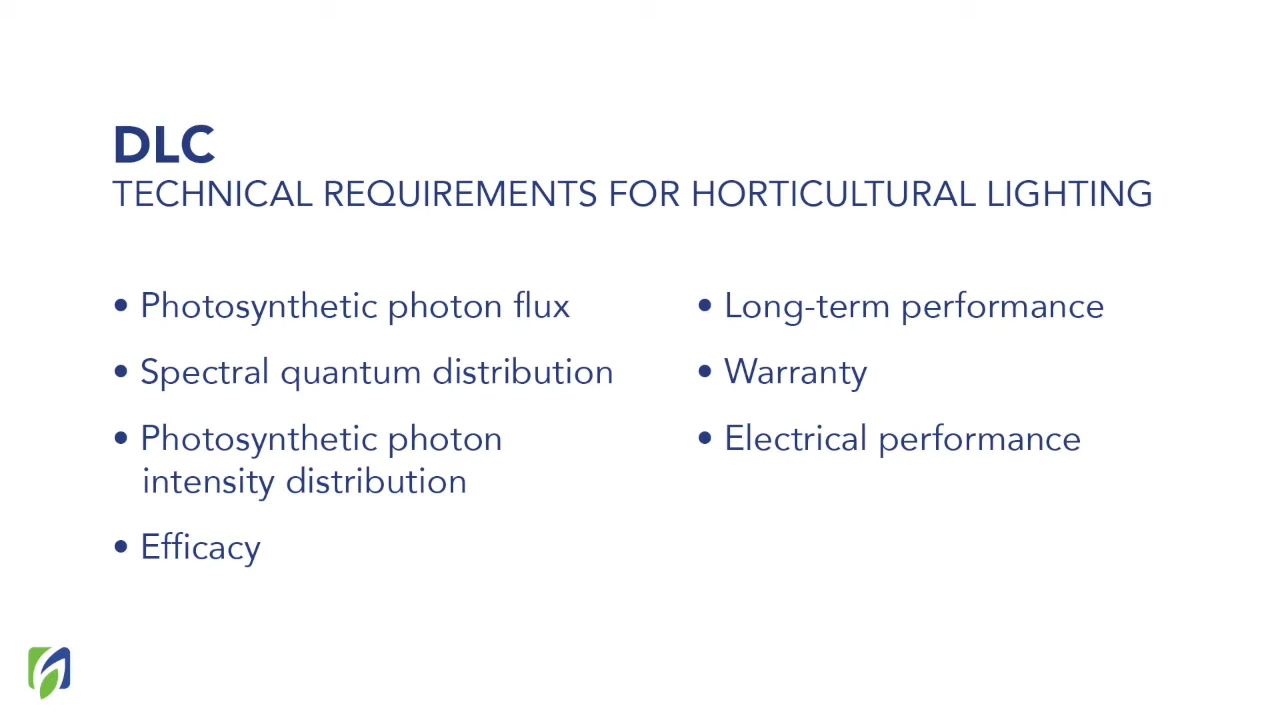 DLC
TECHNICAL REQUIREMENTS FOR HORTICULTURAL LIGHTING
• Photosynthetic photon flux
• Spectral quantum distribution
• Photosynthetic photon
intensity distribution
• Efficacy
• Long-term performance
• Warranty
• Electrical performance